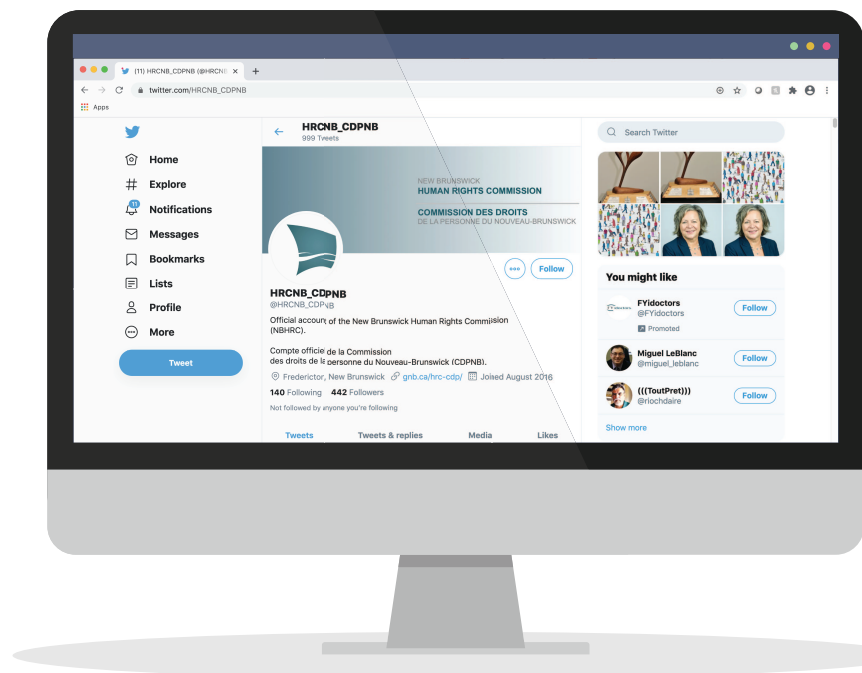 (11) HRCNB_CDPNB (@HRCNB
twitter.com/HRCNB_CDPNB
Apps
Home
Explore
11
Notifications
Messages
Bookmarks
Lists
Profile
More
Tweet
HRCNB_CDPNB
999 Tweets
NEW BRUNSWICK
HUMAN RIGHTS COMMISSION
COMMISSION DES DROITS
DE LA PERSONNE DU NOUVEAU-BRUNSWICK
Follow
HRCNB_CDPNB
@HRCNB_CDPNB
Official account of the New Brunswick Human Rights Commission
(NBHRC).
Compte officiel de la Commission
des droits de la personne du Nouveau-Brunswick (CDPNB).
Fredericton, New Brunswick gnb.ca/hrc-cdp/ Joined August 2016
140 Following 442 Followers
Not followed by anyone you're following
Tweets Tweets & replies Media Likes
Search Twitter
You might like
FYidoctors
@FYidoctors
Promoted
Follow
Miguel LeBlanc
@miguel_leblanc
Follow
(((ToutPret)))
@riochdaire
Follow
Show more